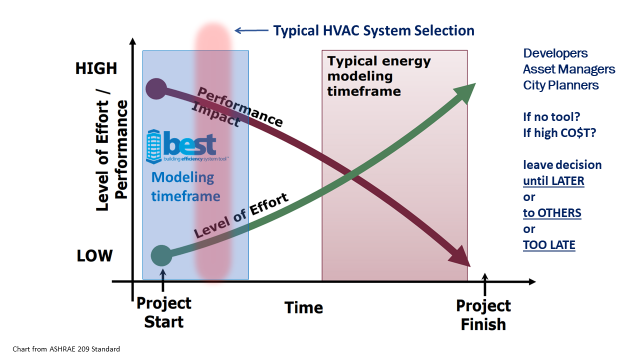 Typical HVAC System Selection
HIGH
Level of Effort /
Performance
LOW
Performance
Impact
best
building efficiency system tool™
Modeling
timeframe
Level of Effort
Typical energy
modeling
timeframe
Project
Start
Time
Project
Finish
Developers
Asset Managers
City Planners
If no tool?
If high CO$T?
leave decision
until LATER
or
to OTHERS
or
TOO LATE
Chart from ASHRAE 209 Standard